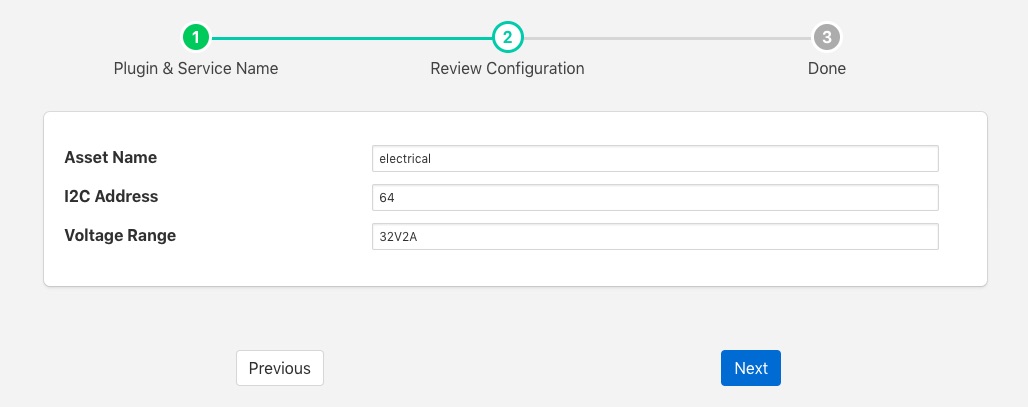 1 2 3
Plugin & Service Name Review Configuration Done
Asset Name electrical
I2C Address 64
Voltage Range 32V2A
Previous Next